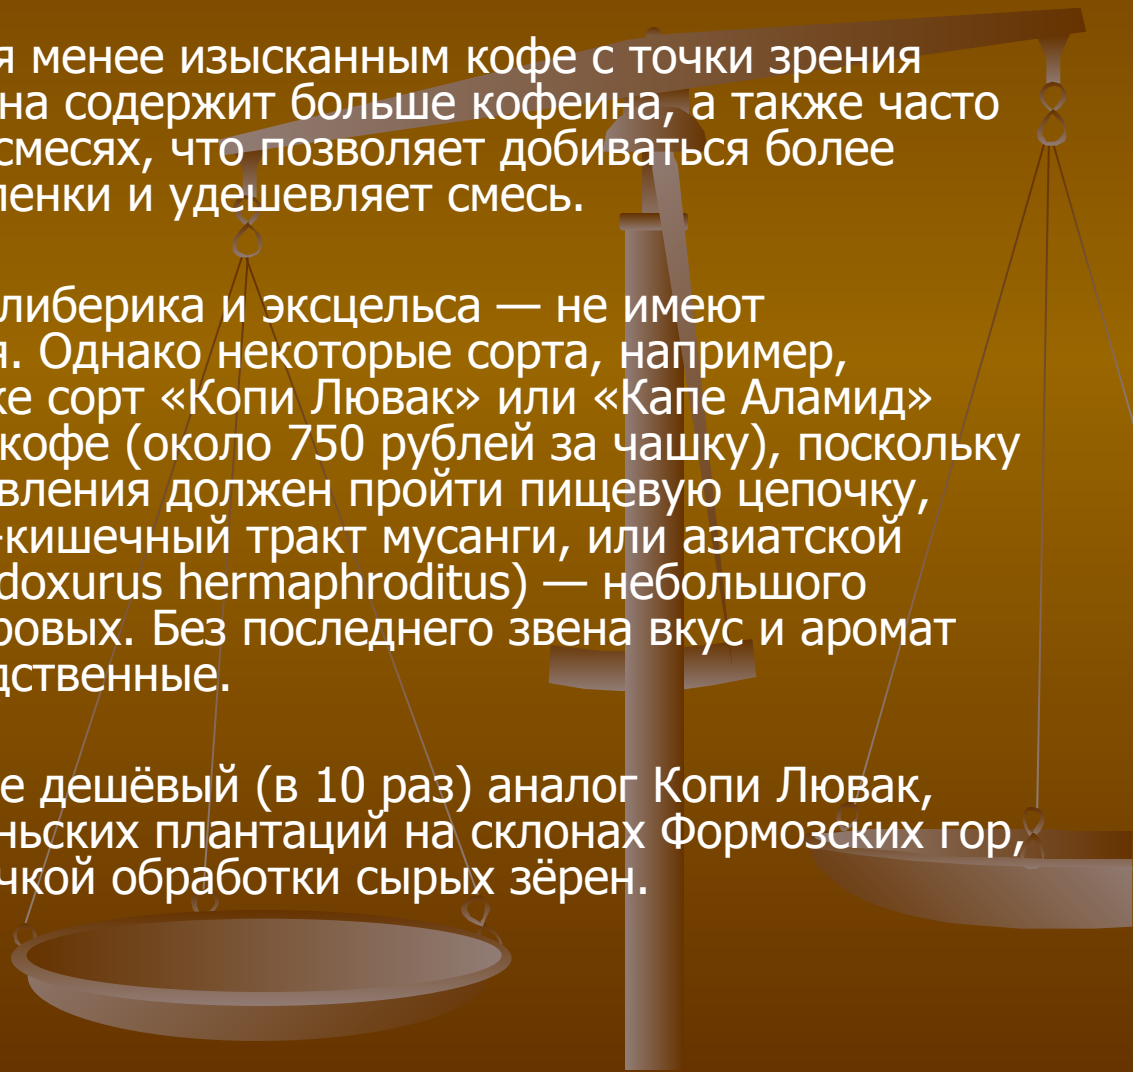 я менее изысканным кофе с точки зрения
на содержит больше кофеина, а также часто
смесях, что позволяет добиваться более
ленки и удешевляет смесь.
либерика и эксцельса — не имеют
я. Однако некоторые сорта, например,
же сорт «Копи Лювак» или «Капе Аламид»
кофе (около 750 рублей за чашку), поскольку
вления должен пройти пищевую цепочку,
-кишечный тракт мусанги, или азиатской
doxurus hermaphroditus) — небольшого
ровых. Без последнего звена вкус и аромат
дственные.
е дешёвый (в 10 раз) аналог Копи Лювак,
ньских плантаций на склонах Формозских гор,
чкой обработки сырых зёрен.